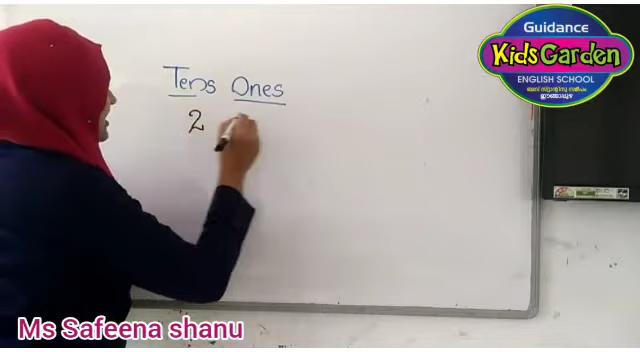 Guidance
Kids Garden
ENGLISH SCHOOL
Tens Ones
2
Ms Safeena shanu